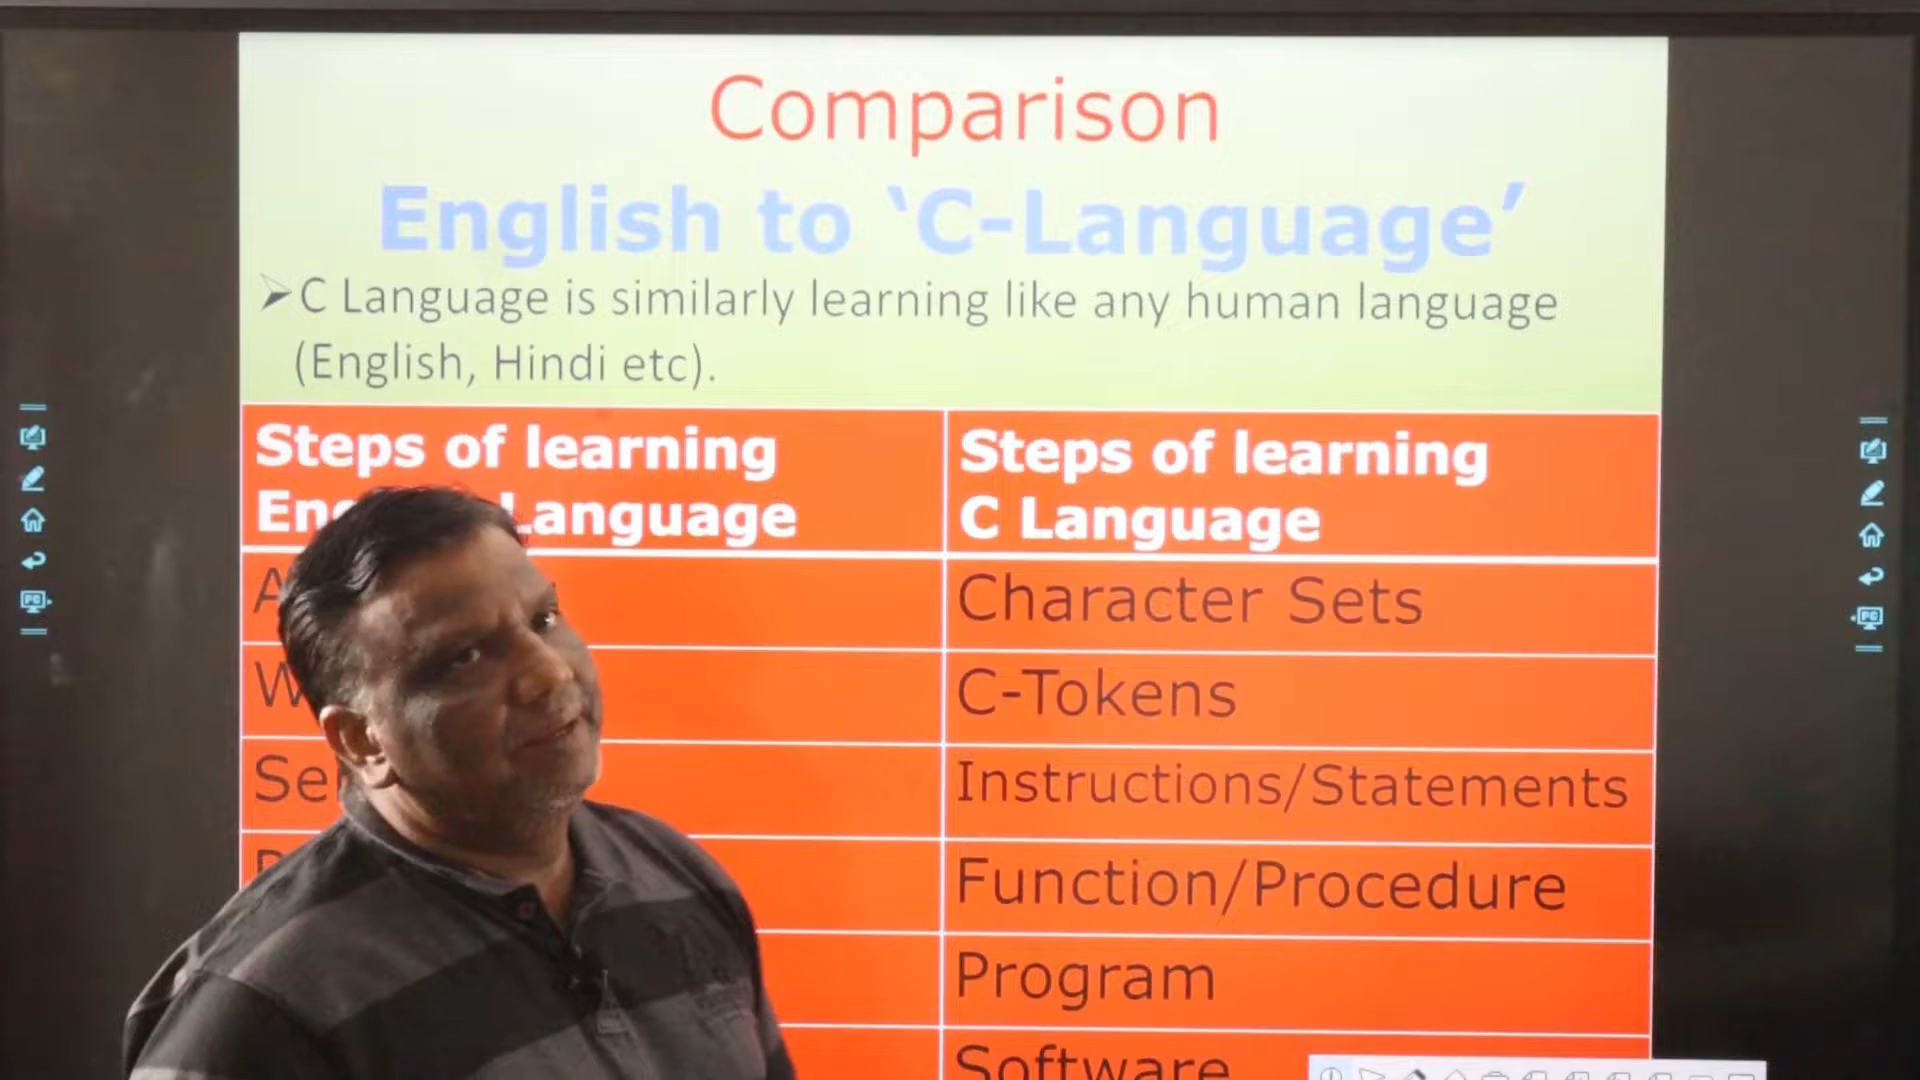 Comparison
English to ‘C-Language’
➢C Language is similarly learning like any human language
(English, Hindi etc).
Steps of learning
Language
Steps of learning
C Language
Character Sets
C-Tokens
Instructions/Statements
Function/Procedure
Program
Software